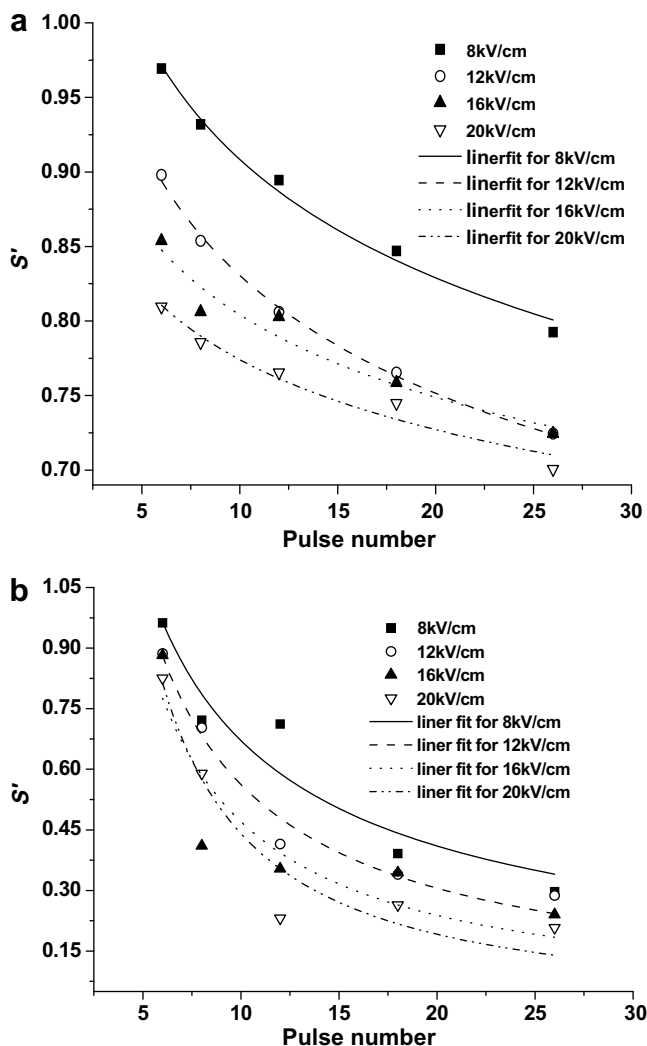 a
1.00
0.95
0.90
0.85
0.80
0.75
0.70
S'
8kV/cm
12kV/cm
16kV/cm
20kV/cm
linerfit for 8kV/cm
linerfit for 12kV/cm
linerfit for 16kV/cm
linerfit for 20kV/cm
5 10 15 20 25 30
Pulse number
b
1.05
0.90
0.75
0.60
0.45
0.30
0.15
S'
8kV/cm
12kV/cm
16kV/cm
20kV/cm
liner fit for 8kV/cm
liner fit for 12kV/cm
liner fit for 16kV/cm
liner fit for 20kV/cm
5 10 15 20 25 30
Pulse number